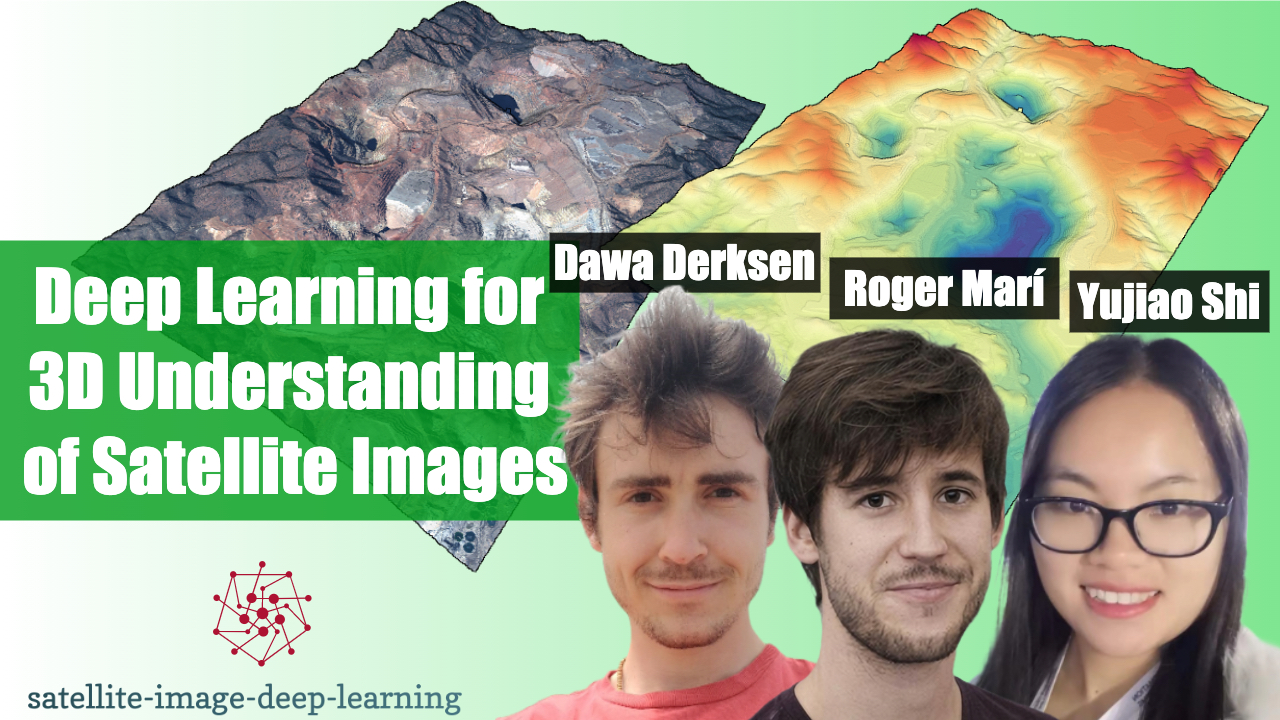 Dawa Derksen
Roger Marí
Yujiao Shi
Deep Learning for
3D Understanding
of Satellite Images
satellite-image-deep-learning